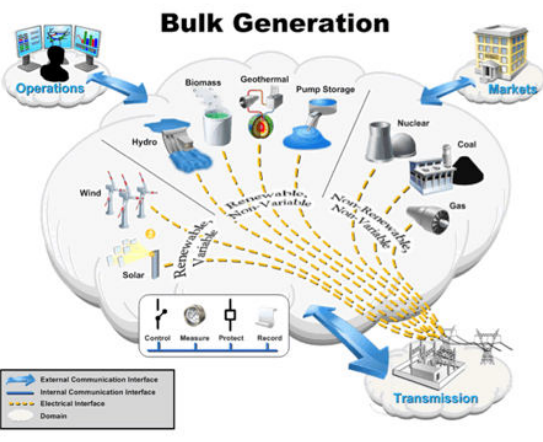 Bulk Generation
Operations
Markets
Biomass
Geothermal
Pump Storage
Hydro
Nuclear
Coal
Gas
Wind
Solar
Renewable,
Variable
Renewable,
Non-Variable
Non-Renewable,
Non-Variable
Control Measure Protect Record
Transmission
External Communication Interface
Internal Communication Interface
Electrical Interface
Domain